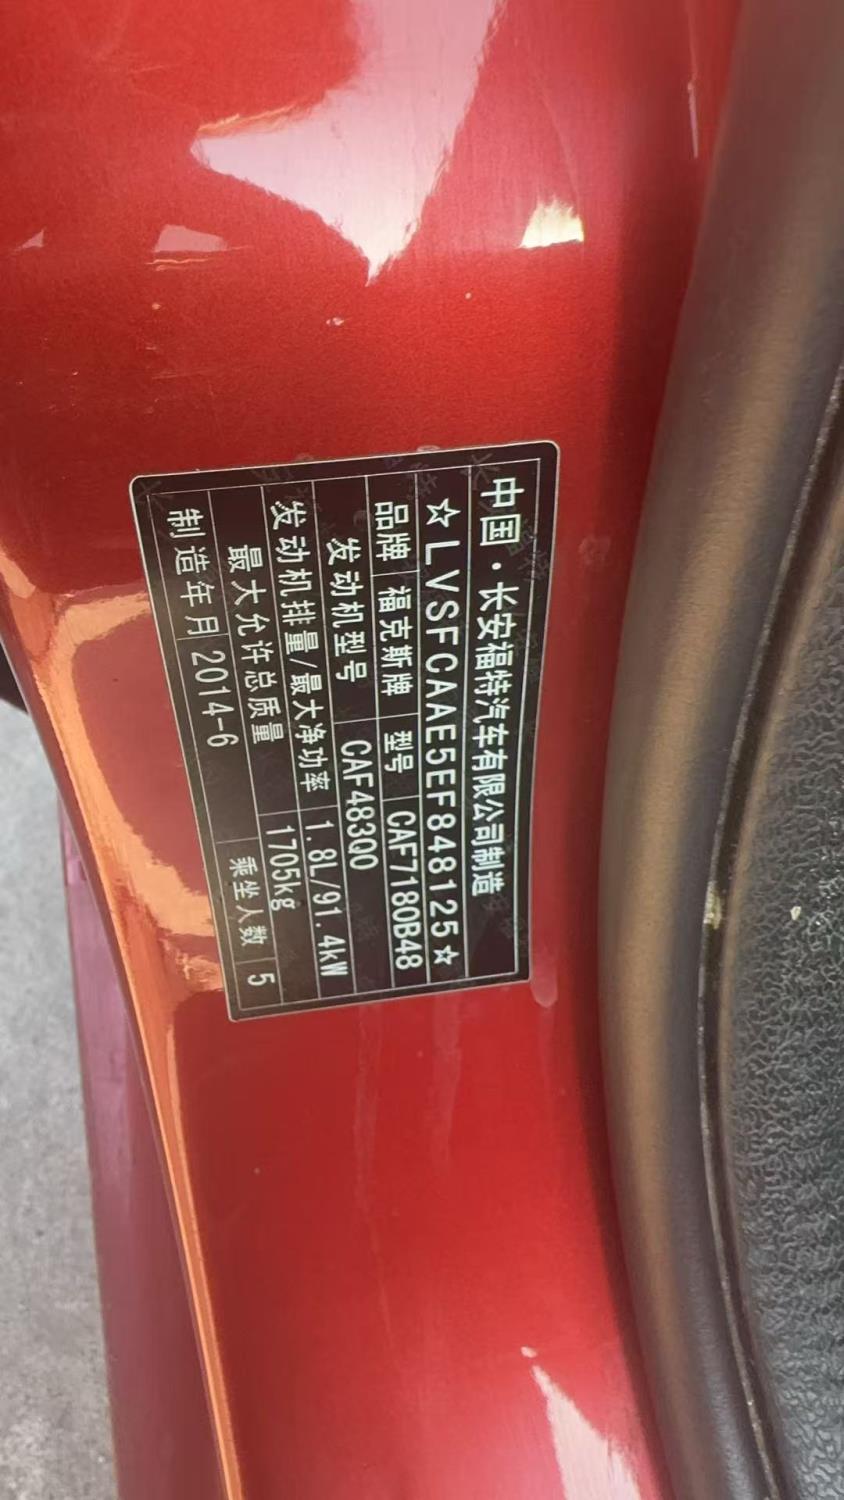 中国·长安福特汽车有限公司制造
☆LVSFCAAE5EF848125☆
品牌 福克斯牌 型号 CAF7180B48
发动机型号 CAF483Q0
发动机排量/最大净功率 1.8L/91.4kW
最大允许总质量 1705kg
制造年月 2014-6 乘坐人数 5